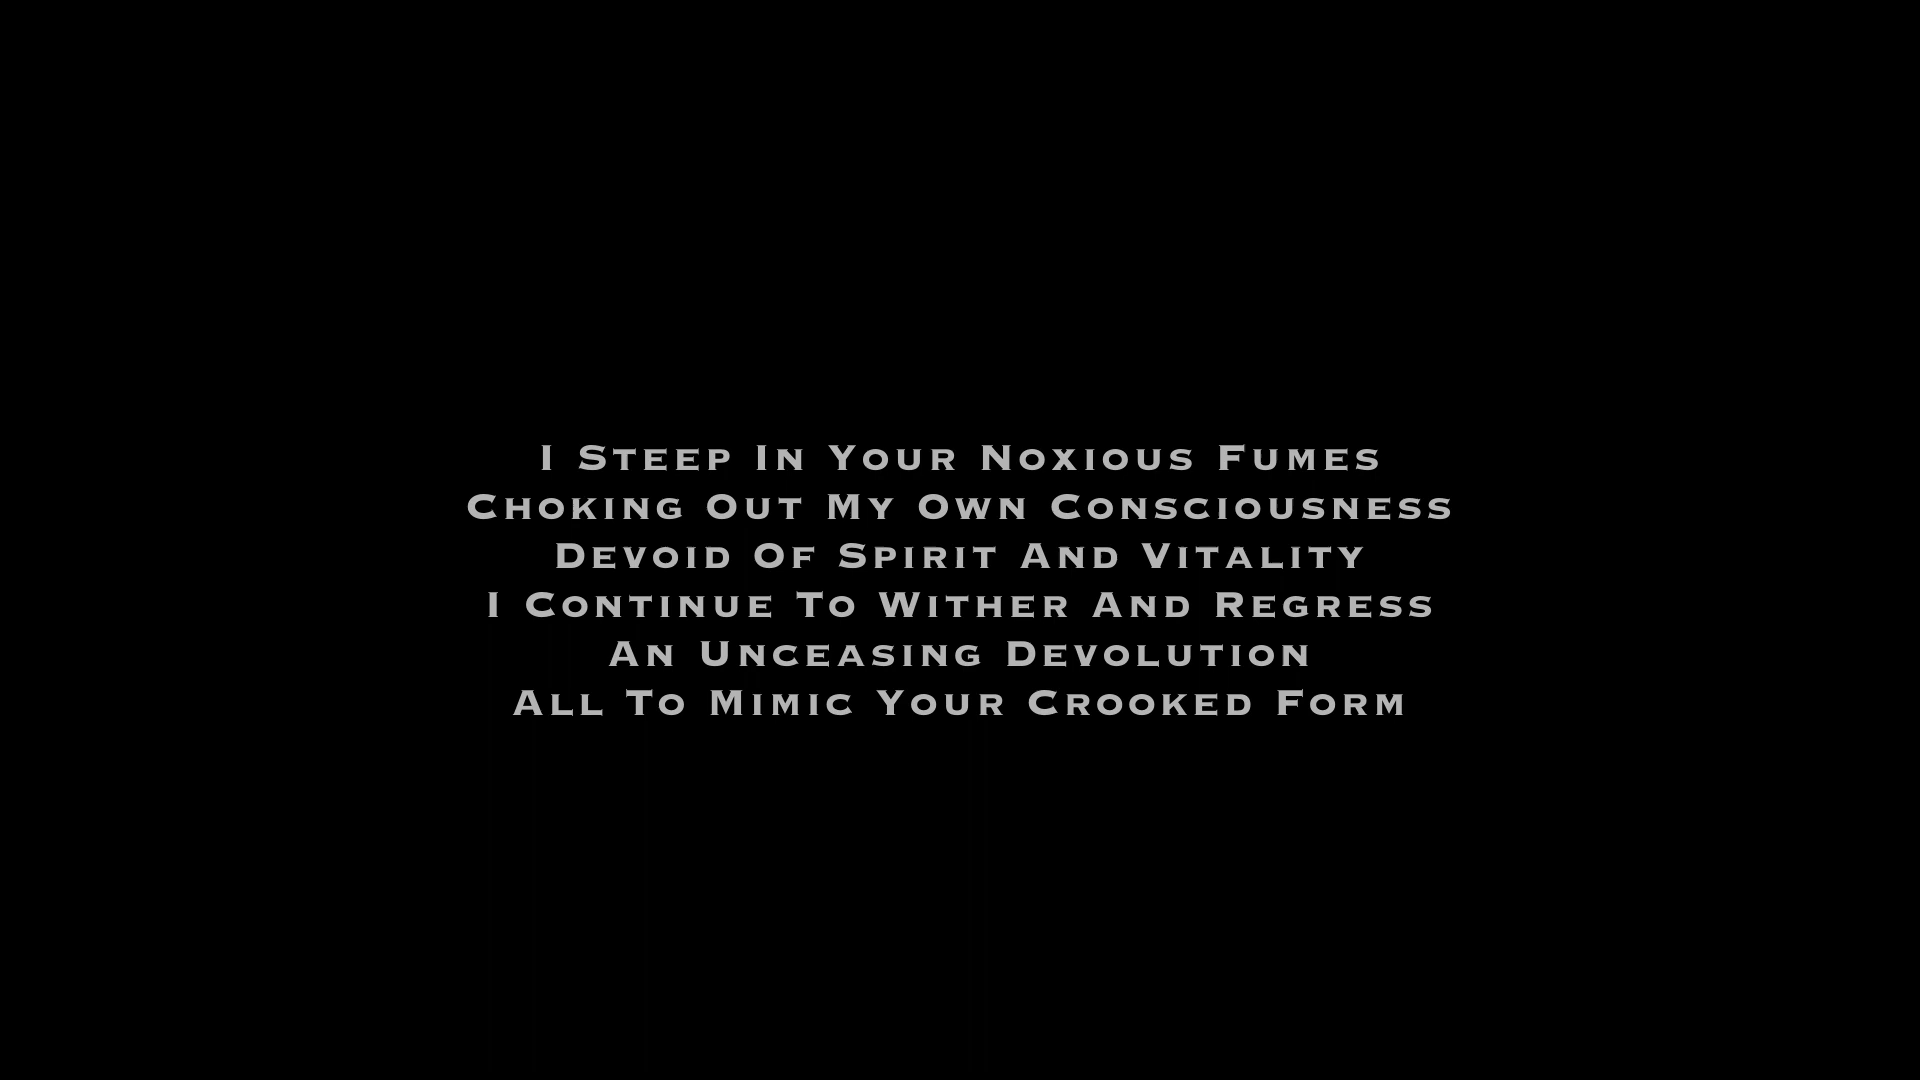 I Steep In Your Noxious Fumes
Choking Out My Own Consciousness
Devoid Of Spirit And Vitality
I Continue To Wither And Regress
An Unceasing Devolution
All To Mimic Your Crooked Form